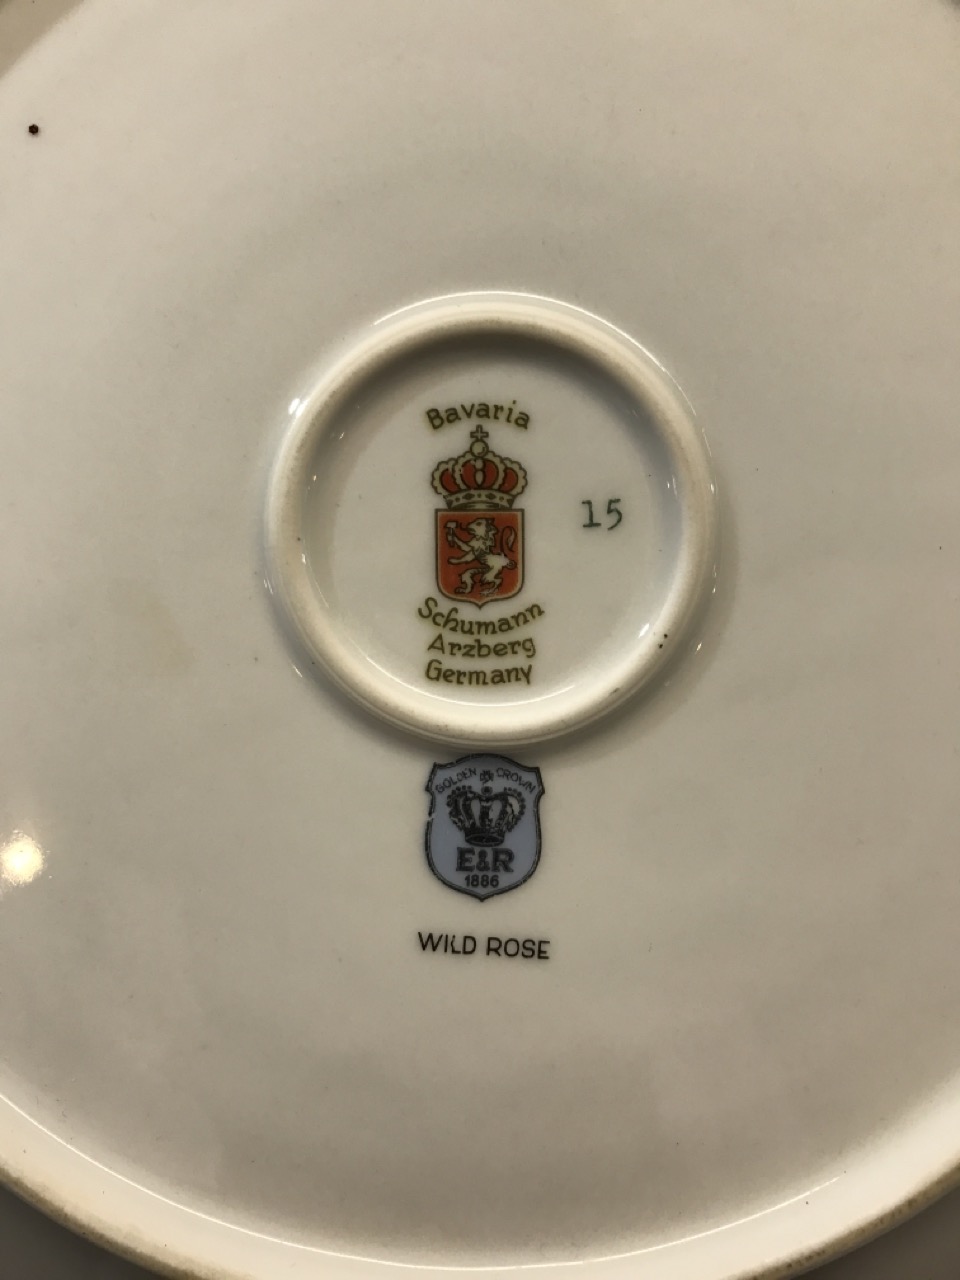 Bavaria
15
Schumann
Arzberg
Germany
GOLDEN CROWN
E&R
1886
WILD ROSE